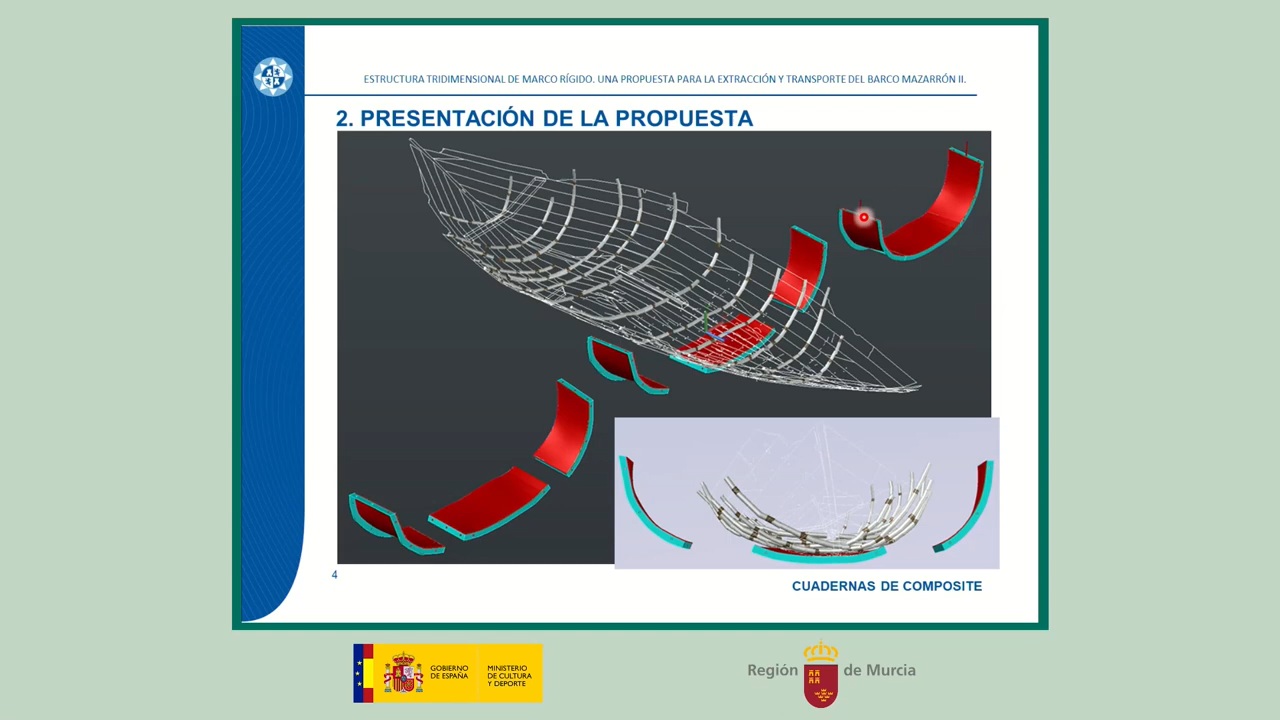 ESTRUCTURA TRIDIMENSIONAL DE MARCO RÍGIDO. UNA PROPUESTA PARA LA EXTRACCIÓN Y TRANSPORTE DEL BARCO MAZARRÓN II.
2. PRESENTACIÓN DE LA PROPUESTA
4
CUADERNAS DE COMPOSITE
GOBIERNO
DE ESPAÑA
MINISTERIO
DE CULTURA
Y DEPORTE
Región de Murcia